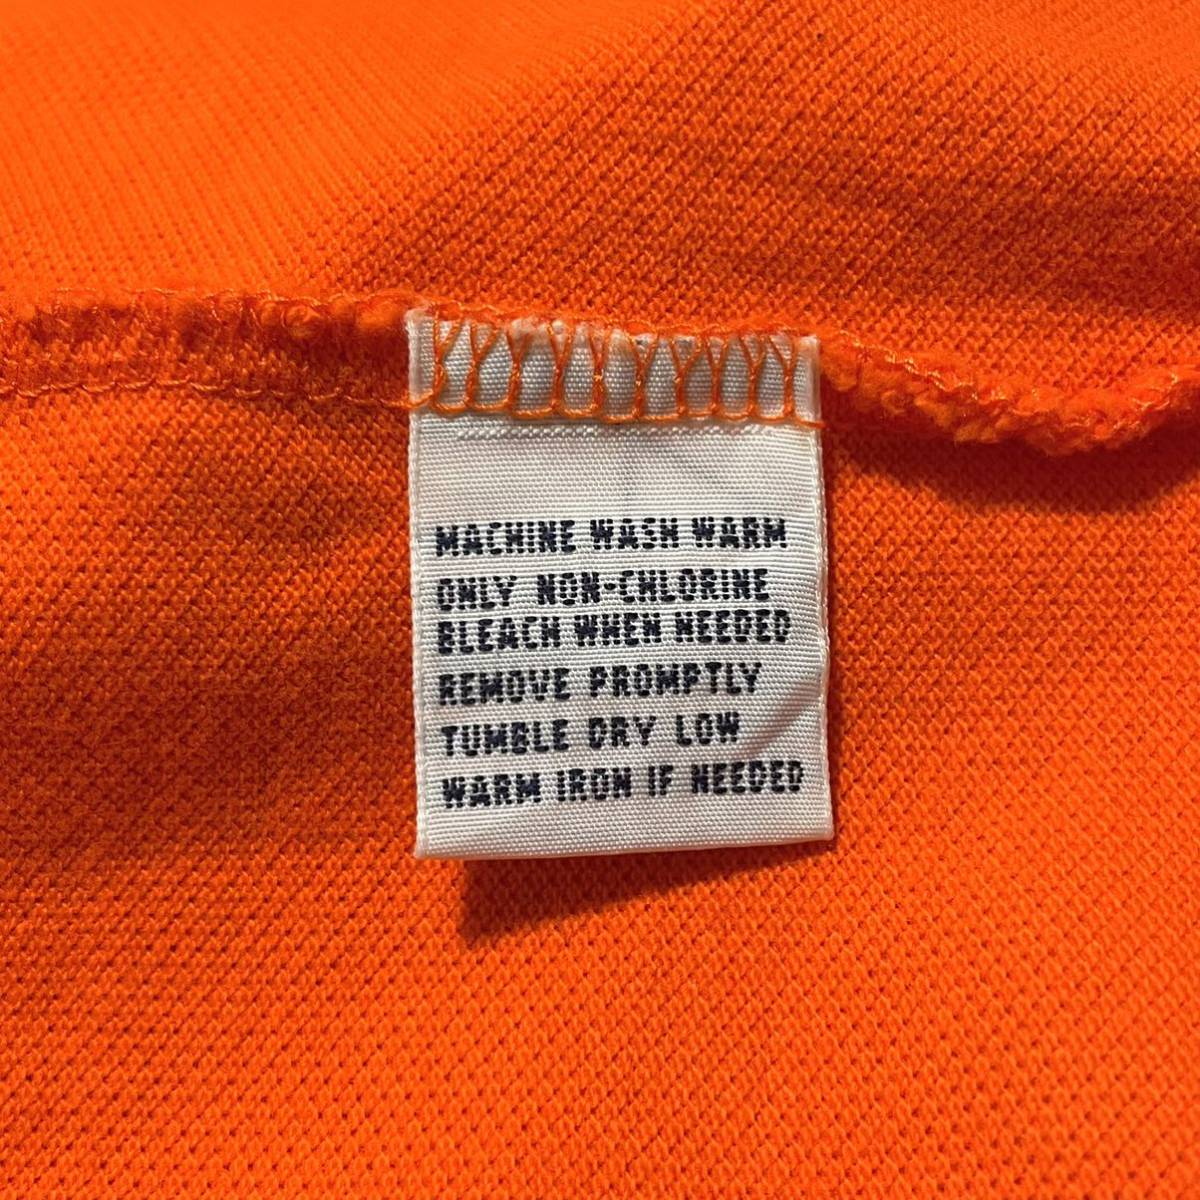 MACHINE WASH WARM
ONLY NON-CHLORINE
BLEACH WHEN NEEDED
REMOVE PROMPTLY
TUMBLE DRY LOW
WARM IRON IF NEEDED